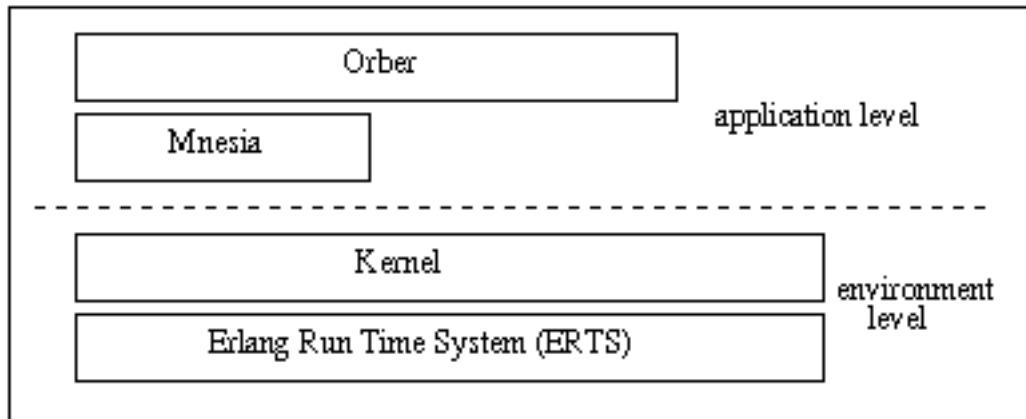 Orber
application level
Mnesia
Kernel
environment
level
Erlang Run Time System (ERTS)